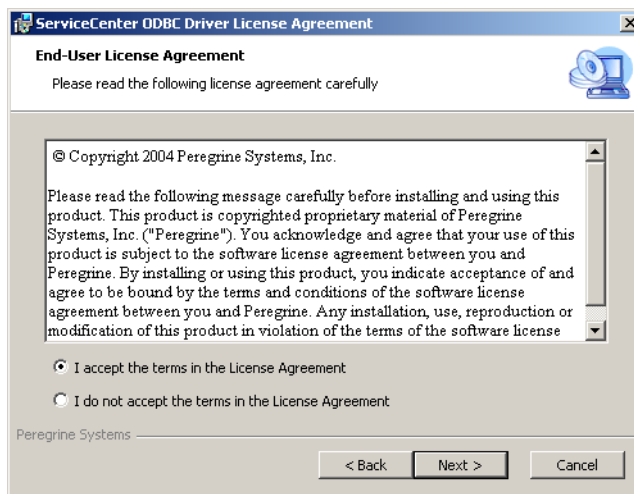 ServiceCenter ODBC Driver License Agreement
End-User License Agreement
Please read the following license agreement carefully
© Copyright 2004 Peregrine Systems, Inc.
Please read the following message carefully before installing and using this
product. This product is copyrighted proprietary material of Peregrine
Systems, Inc. ("Peregrine"). You acknowledge and agree that your use of this
product is subject to the software license agreement between you and
Peregrine. By installing or using this product, you indicate acceptance of and
agree to be bound by the terms and conditions of the software license
agreement between you and Peregrine. Any installation, use, reproduction or
modification of this product in violation of the terms of the software license
I accept the terms in the License Agreement
I do not accept the terms in the License Agreement
Peregrine Systems
< Back Next > Cancel